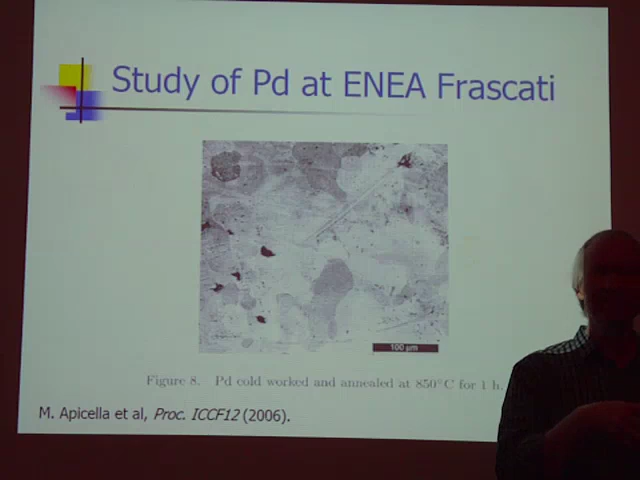 Study of Pd at ENEA Frascati
100 µm
Figure 8. Pd cold worked and annealed at 850°C for 1 h.
M. Apicella et al, Proc. ICCF12 (2006).